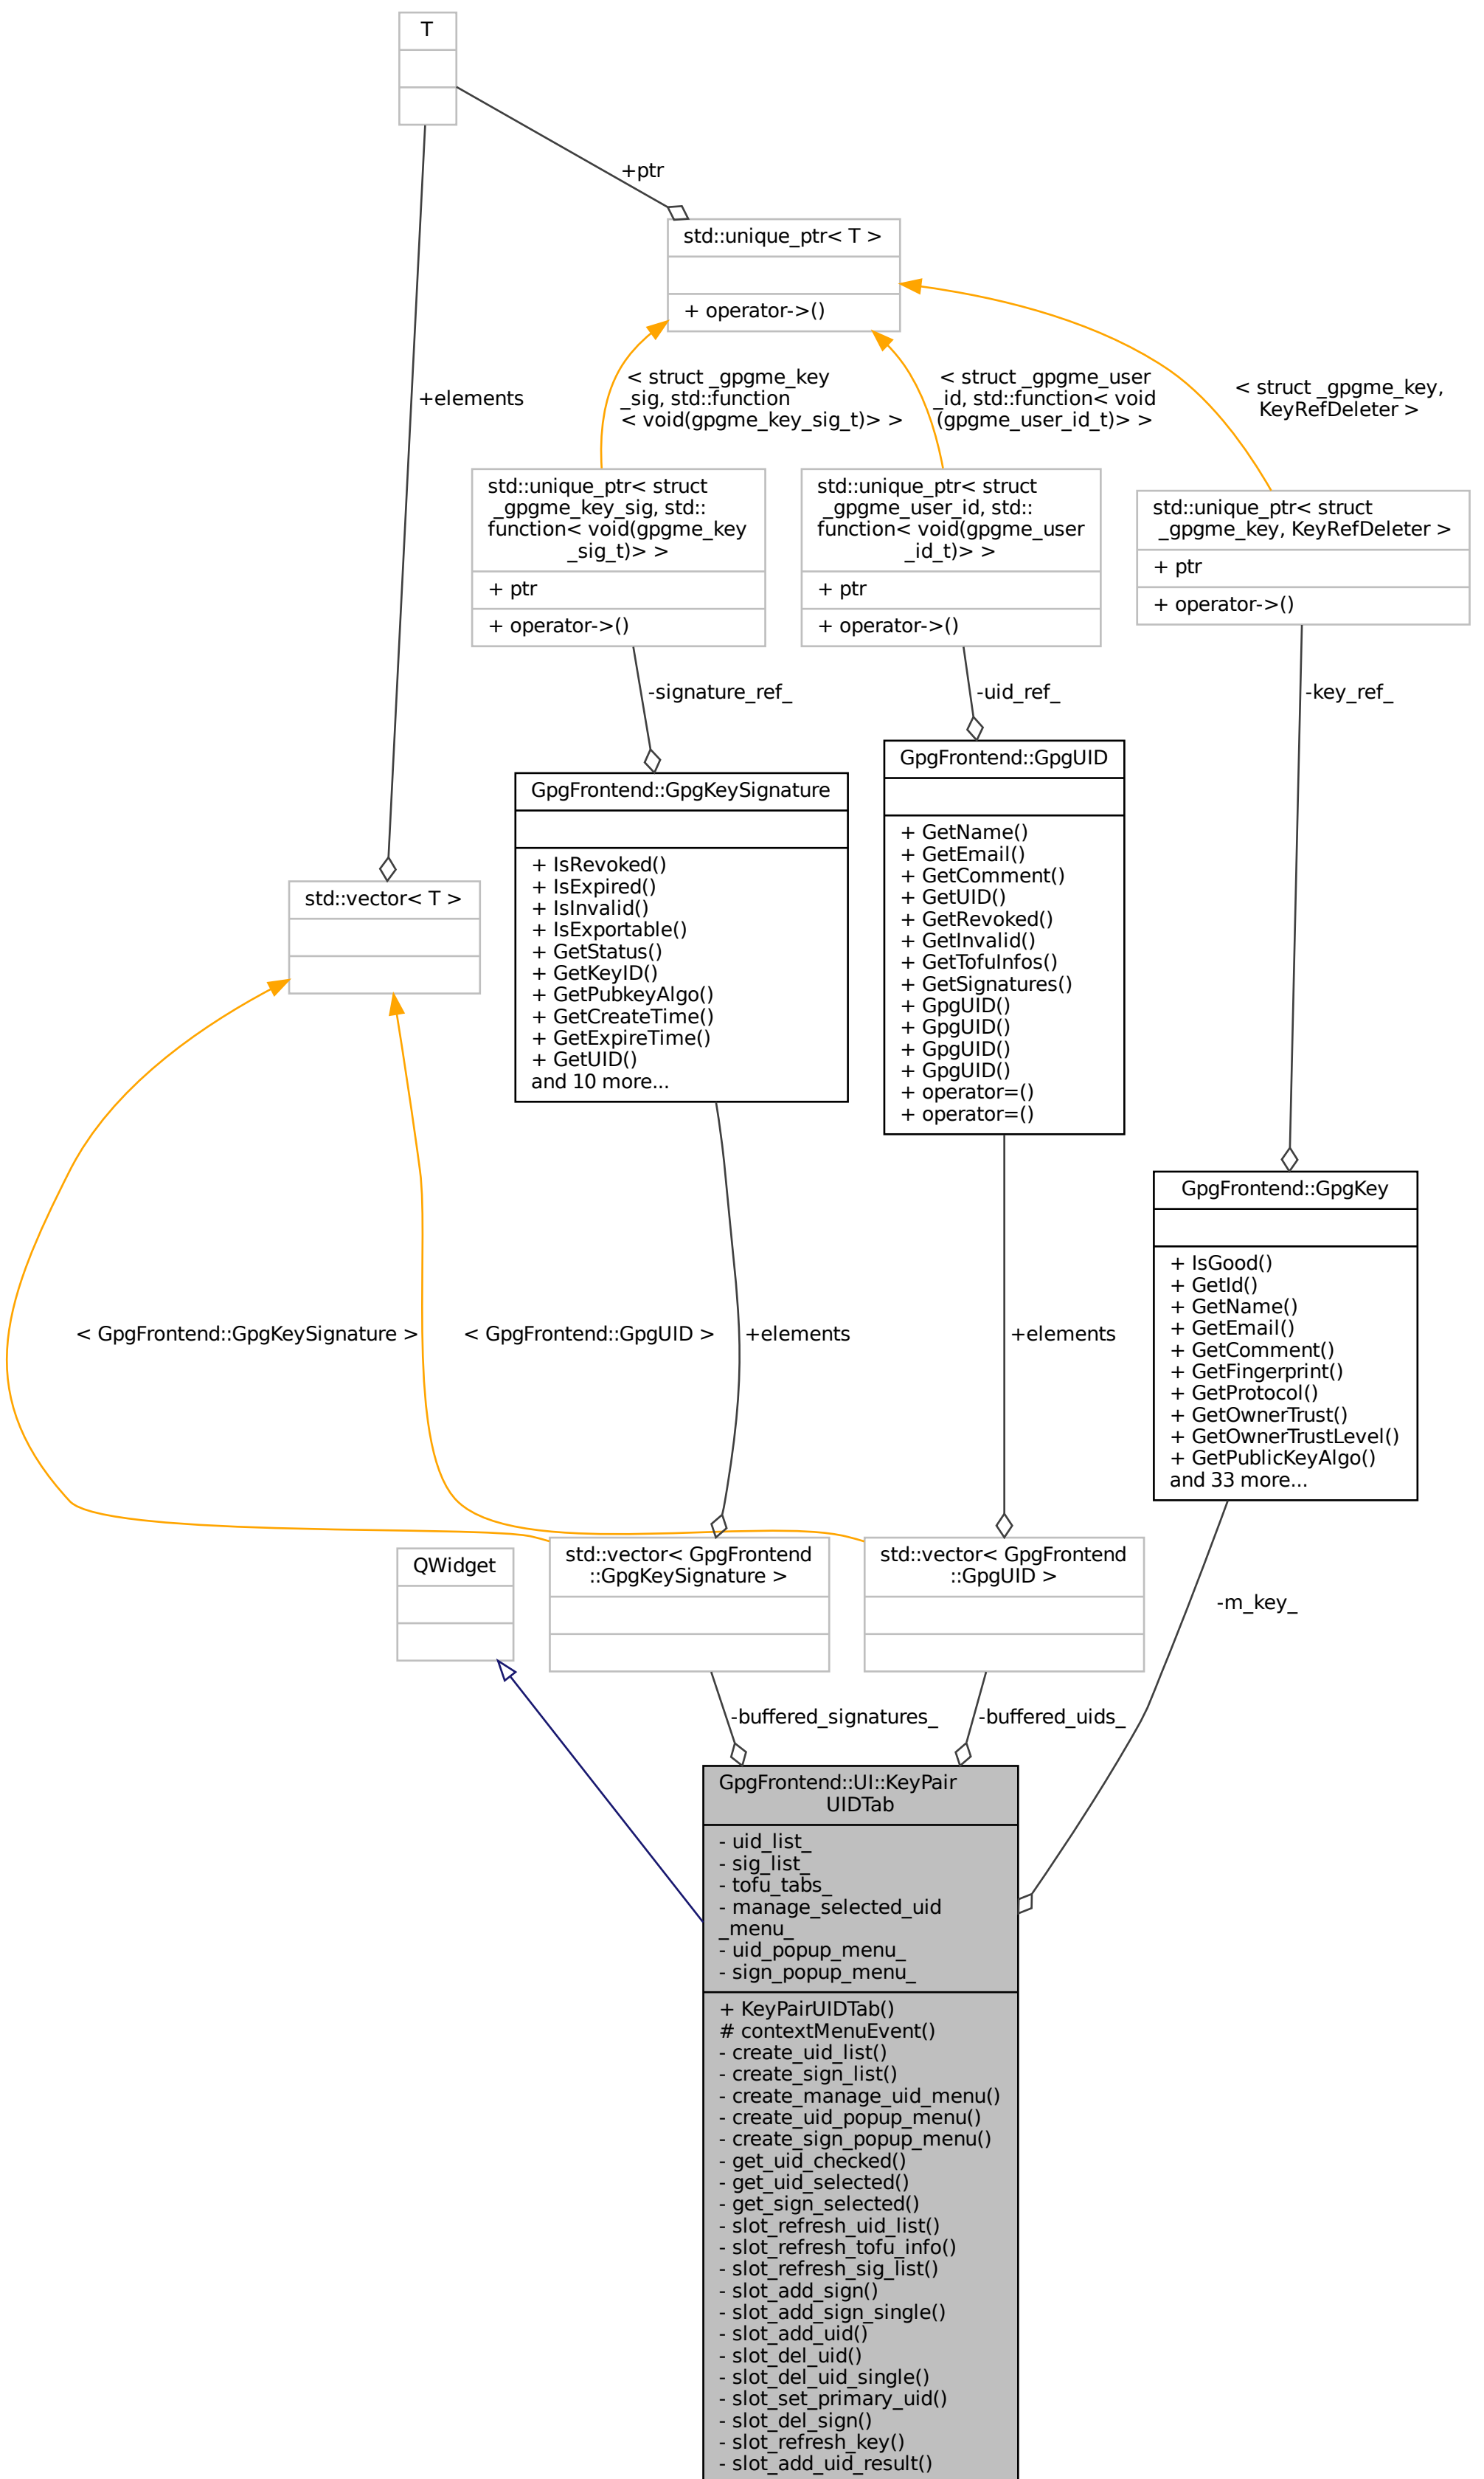 T
+ptr
std::unique_ptr< T >
+ operator->()
+elements
< struct _gpgme_key
_sig, std::function
< void(gpgme_key_sig_t)> >
< struct _gpgme_user
_id, std::function< void
(gpgme_user_id_t)> >
< struct _gpgme_key,
KeyRefDeleter >
std::unique_ptr< struct
_gpgme_key_sig, std::
function< void(gpgme_key
_sig_t)> >
+ ptr
+ operator->()
std::unique_ptr< struct
_gpgme_user_id, std::
function< void(gpgme_user
_id_t)> >
+ ptr
+ operator->()
std::unique_ptr< struct
_gpgme_key, KeyRefDeleter >
+ ptr
+ operator->()
-signature_ref_
-uid_ref_
-key_ref_
GpgFrontend::GpgKeySignature
+ IsRevoked()
+ IsExpired()
+ IsInvalid()
+ IsExportable()
+ GetStatus()
+ GetKeyID()
+ GetPubkeyAlgo()
+ GetCreateTime()
+ GetExpireTime()
+ GetUID()
and 10 more...
GpgFrontend::GpgUID
+ GetName()
+ GetEmail()
+ GetComment()
+ GetUID()
+ GetRevoked()
+ GetInvalid()
+ GetTofuInfos()
+ GetSignatures()
+ GpgUID()
+ GpgUID()
+ GpgUID()
+ GpgUID()
+ operator=()
+ operator=()
std::vector< T >
GpgFrontend::GpgKey
+ IsGood()
+ GetId()
+ GetName()
+ GetEmail()
+ GetComment()
+ GetFingerprint()
+ GetProtocol()
+ GetOwnerTrust()
+ GetOwnerTrustLevel()
+ GetPublicKeyAlgo()
and 33 more...
< GpgFrontend::GpgKeySignature >
< GpgFrontend::GpgUID >
+elements
+elements
QWidget
std::vector< GpgFrontend
::GpgKeySignature >
std::vector< GpgFrontend
::GpgUID >
-m_key_
-buffered_signatures_
-buffered_uids_
GpgFrontend::UI::KeyPair
UIDTab
- uid_list_
- sig_list_
- tofu_tabs_
- manage_selected_uid
_menu_
- uid_popup_menu_
- sign_popup_menu_
+ KeyPairUIDTab()
# contextMenuEvent()
- create_uid_list()
- create_sign_list()
- create_manage_uid_menu()
- create_uid_popup_menu()
- create_sign_popup_menu()
- get_uid_checked()
- get_uid_selected()
- get_sign_selected()
- slot_refresh_uid_list()
- slot_refresh_tofu_info()
- slot_refresh_sig_list()
- slot_add_sign()
- slot_add_sign_single()
- slot_add_uid()
- slot_del_uid()
- slot_del_uid_single()
- slot_set_primary_uid()
- slot_del_sign()
- slot_refresh_key()
- slot_add_uid_result()